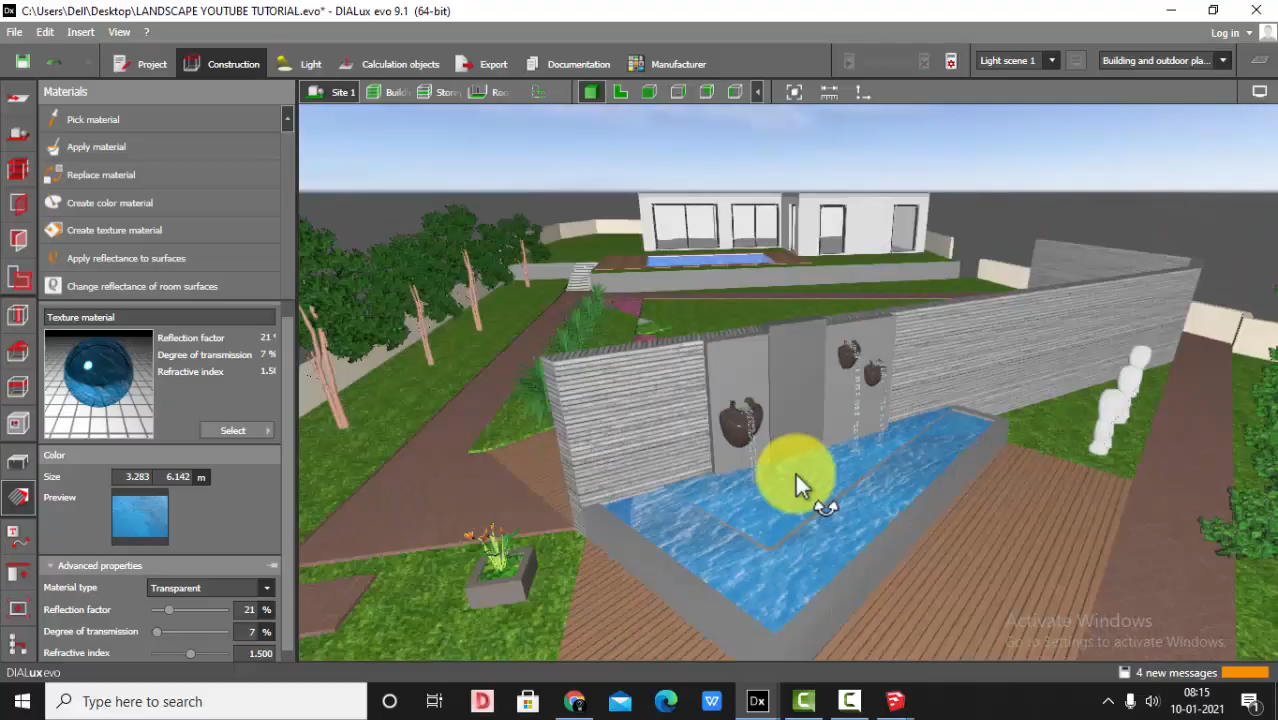 Dx C:\Users\Dell\Desktop\LANDSCAPE YOUTUBE TUTORIAL.evo* - DIALux evo 9.1 (64-bit)
File Edit Insert View ? Log in
Project Construction Light Calculation objects Export Documentation Manufacturer Light scene 1 Building and outdoor pla...
Materials Site 1 Build Store Roo
Pick material
Apply material
Replace material
Create color material
Create texture material
Apply reflectance to surfaces
Change reflectance of room surfaces
Texture material
Reflection factor 21
Degree of transmission 7 %
Refractive index 1.50
Select
Color
Size 3.283 6.142 m
Preview
Advanced properties
Material type Transparent
Reflection factor 21 %
Degree of transmission 7 %
Refractive index 1.500
Activate Windows
Go to Settings to activate Windows.
DIALux evo 4 new messages
Type here to search Dx 08:15
10-01-2021